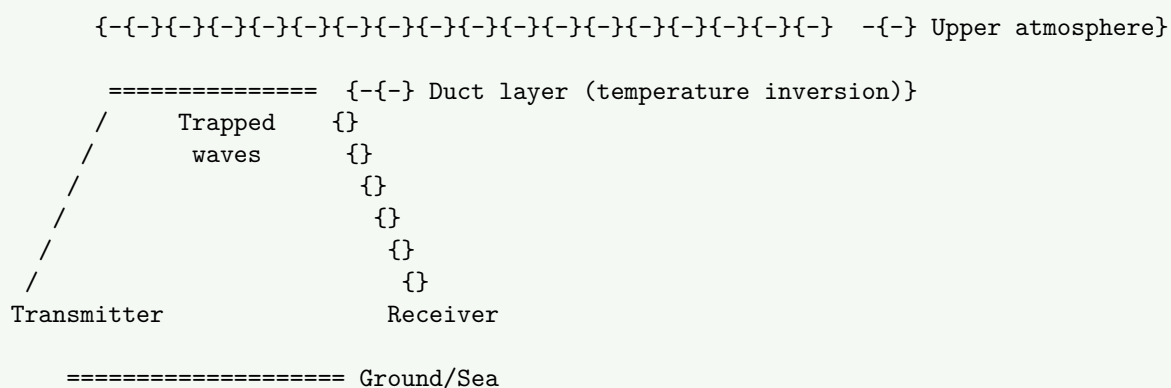 {-{-}{-}{-}{-}{-}{-}{-}{-}{-}{-}{-}{-}{-}{-}{-}{-}{-} -{-} Upper atmosphere}
=============== {-{-} Duct layer (temperature inversion)}
/ Trapped {}
/ waves {}
/ {}
/ {}
/ {}
/ {}
Transmitter Receiver
==================== Ground/Sea